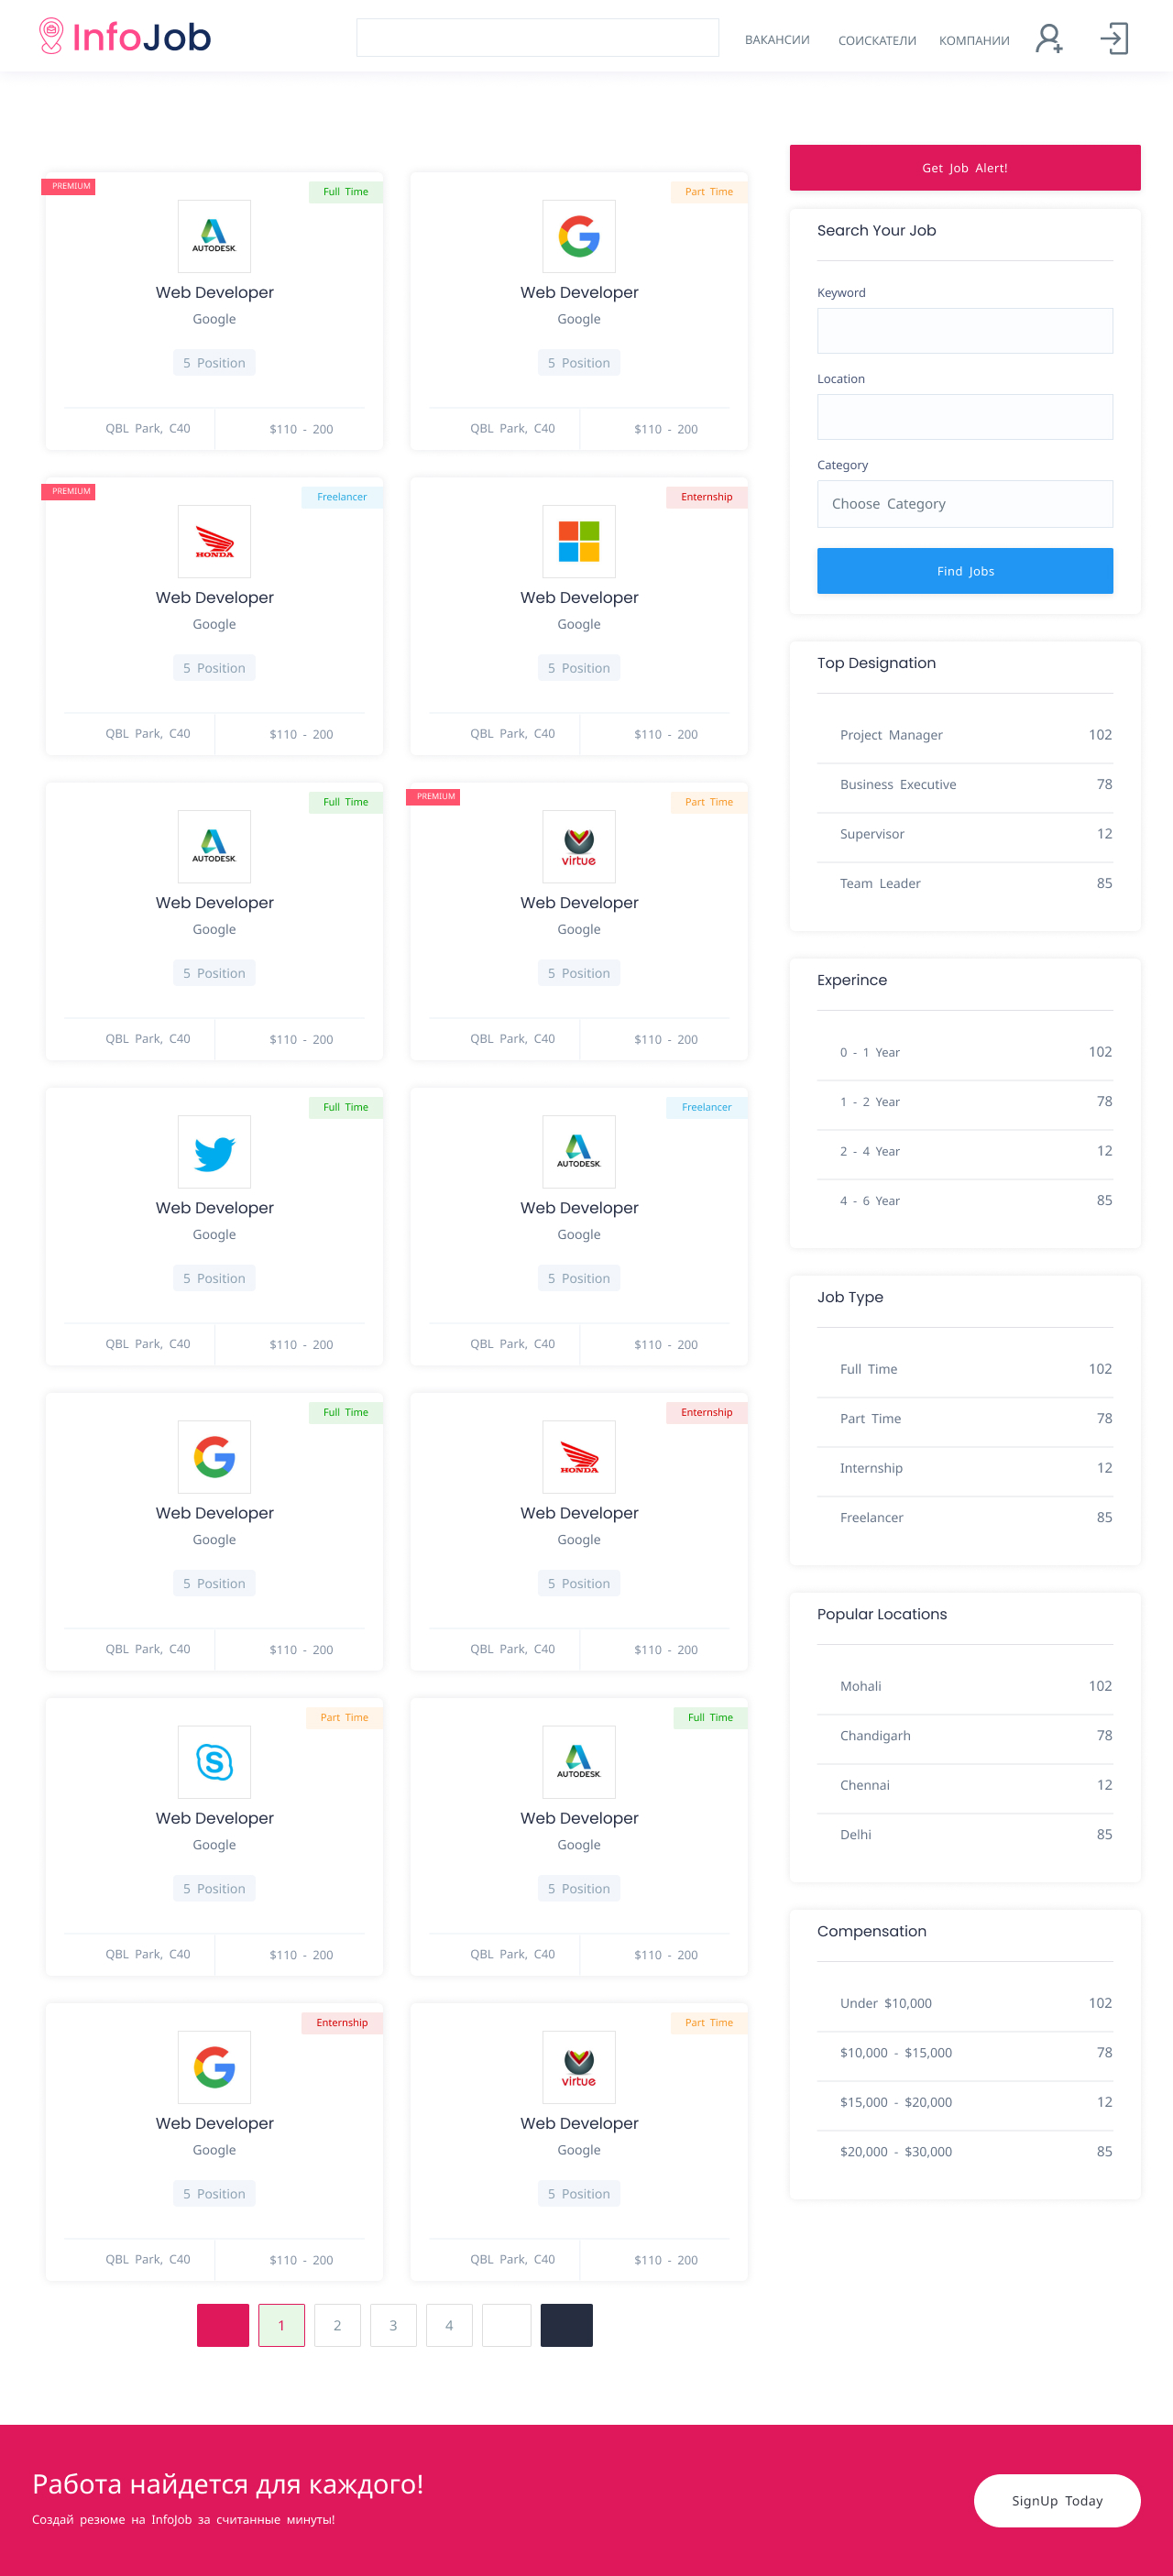 InfoJob
ВАКАНСИИ СОИСКАТЕЛИ КОМПАНИИ
PREMIUM
Full Time
AUTODESK
Web Developer
Google
5 Position
QBL Park, C40 $110 - 200
Part Time
Web Developer
Google
5 Position
QBL Park, C40 $110 - 200
PREMIUM
Freelancer
HONDA
Web Developer
Google
5 Position
QBL Park, C40 $110 - 200
Enternship
Web Developer
Google
5 Position
QBL Park, C40 $110 - 200
Full Time
AUTODESK
Web Developer
Google
5 Position
QBL Park, C40 $110 - 200
PREMIUM
Part Time
virtue
Web Developer
Google
5 Position
QBL Park, C40 $110 - 200
Full Time
Web Developer
Google
5 Position
QBL Park, C40 $110 - 200
Freelancer
AUTODESK
Web Developer
Google
5 Position
QBL Park, C40 $110 - 200
Full Time
Web Developer
Google
5 Position
QBL Park, C40 $110 - 200
Enternship
HONDA
Web Developer
Google
5 Position
QBL Park, C40 $110 - 200
Part Time
Web Developer
Google
5 Position
QBL Park, C40 $110 - 200
Full Time
AUTODESK
Web Developer
Google
5 Position
QBL Park, C40 $110 - 200
Enternship
Web Developer
Google
5 Position
QBL Park, C40 $110 - 200
Part Time
virtue
Web Developer
Google
5 Position
QBL Park, C40 $110 - 200
1 2 3 4
Get Job Alert!
Search Your Job
Keyword
Location
Category
Choose Category
Find Jobs
Top Designation
Project Manager 102
Business Executive 78
Supervisor 12
Team Leader 85
Experince
0 - 1 Year 102
1 - 2 Year 78
2 - 4 Year 12
4 - 6 Year 85
Job Type
Full Time 102
Part Time 78
Internship 12
Freelancer 85
Popular Locations
Mohali 102
Chandigarh 78
Chennai 12
Delhi 85
Compensation
Under $10,000 102
$10,000 - $15,000 78
$15,000 - $20,000 12
$20,000 - $30,000 85
Работа найдется для каждого!
Создай резюме на InfoJob за считанные минуты!
SignUp Today